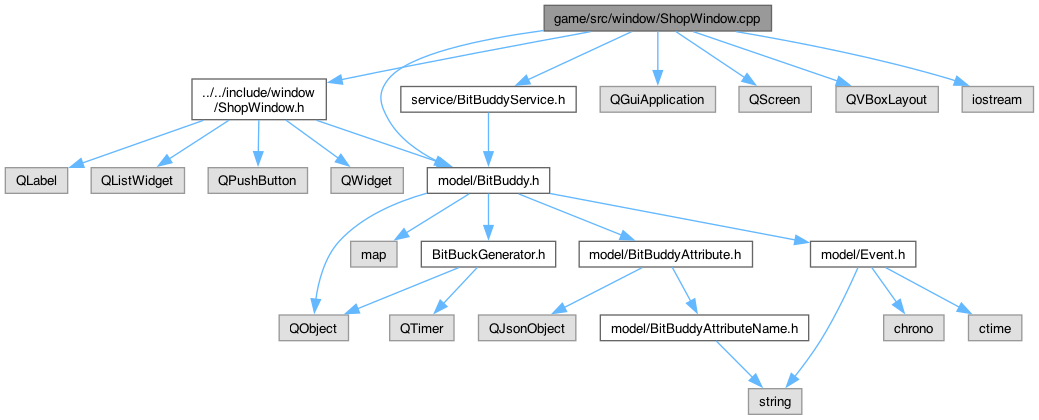 game/src/window/ShopWindow.cpp
../../include/window
/ShopWindow.h
service/BitBuddyService.h
QGuiApplication
QScreen
QVBoxLayout
iostream
QLabel
QListWidget
QPushButton
QWidget
model/BitBuddy.h
map
BitBuckGenerator.h
model/BitBuddyAttribute.h
model/Event.h
QObject
QTimer
QJsonObject
model/BitBuddyAttributeName.h
chrono
ctime
string